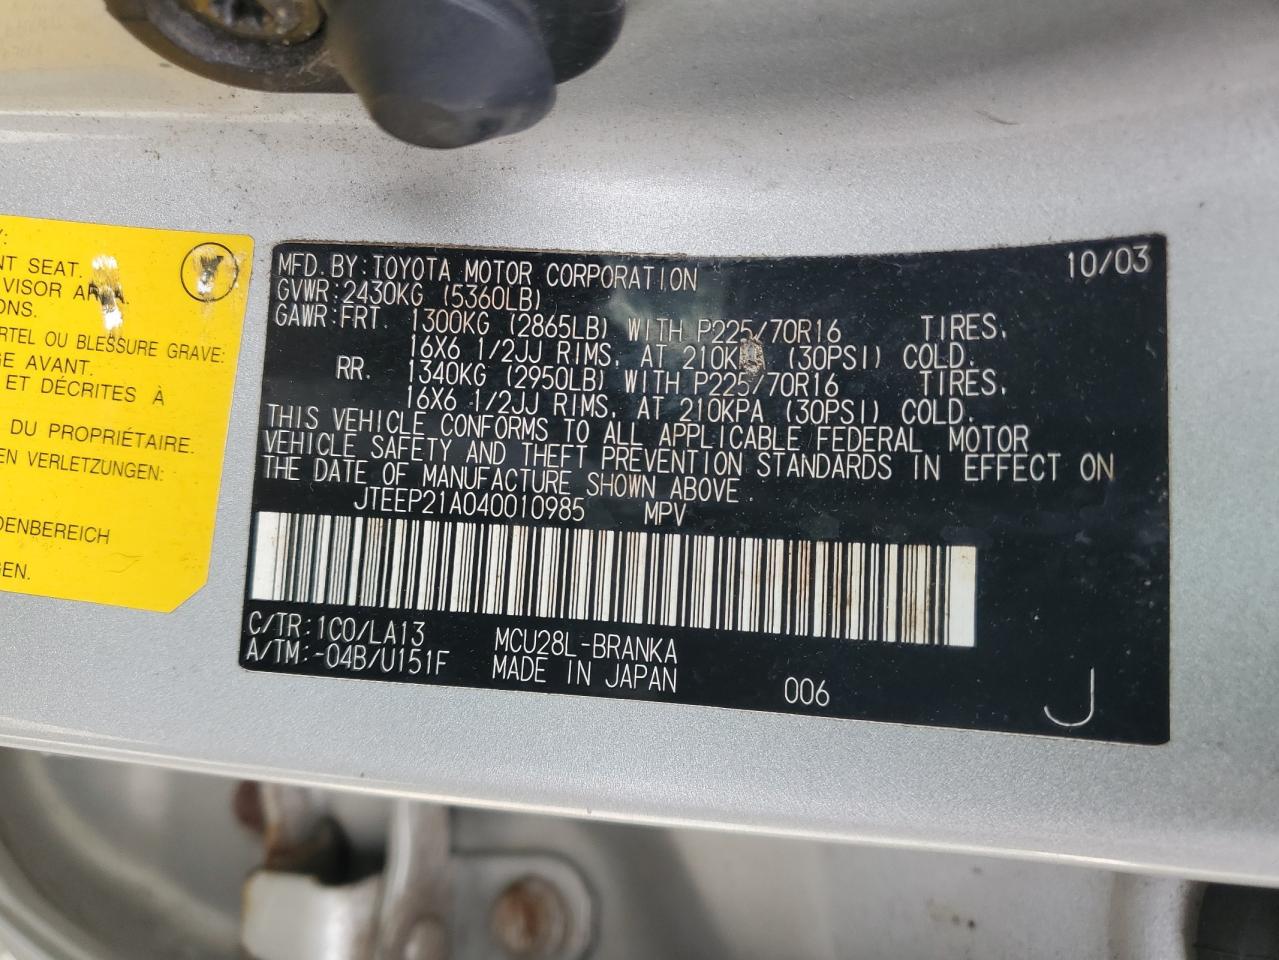 Y:
NT SEAT.
VISOR AREA.
ONS.
RTEL OU BLESSURE GRAVE:
GE AVANT.
ET DÉCRITES À
DU PROPRIÉTAIRE.
EN VERLETZUNGEN:
DENBEREICH
GEN.
MFD. BY: TOYOTA MOTOR CORPORATION 10/03
GVWR: 2430KG (5360LB)
GAWR: FRT. 1300KG (2865LB) WITH P225/70R16 TIRES.
16X6 1/2JJ RIMS. AT 210KPA (30PSI) COLD.
RR. 1340KG (2950LB) WITH P225/70R16 TIRES.
16X6 1/2JJ RIMS. AT 210KPA (30PSI) COLD.
THIS VEHICLE CONFORMS TO ALL APPLICABLE FEDERAL MOTOR
VEHICLE SAFETY AND THEFT PREVENTION STANDARDS IN EFFECT ON
THE DATE OF MANUFACTURE SHOWN ABOVE.
JTEEP21A040010985 MPV
C/TR: 1C0/LA13 MCU28L-BRANKA
A/TM: -04B/U151F MADE IN JAPAN 006 J